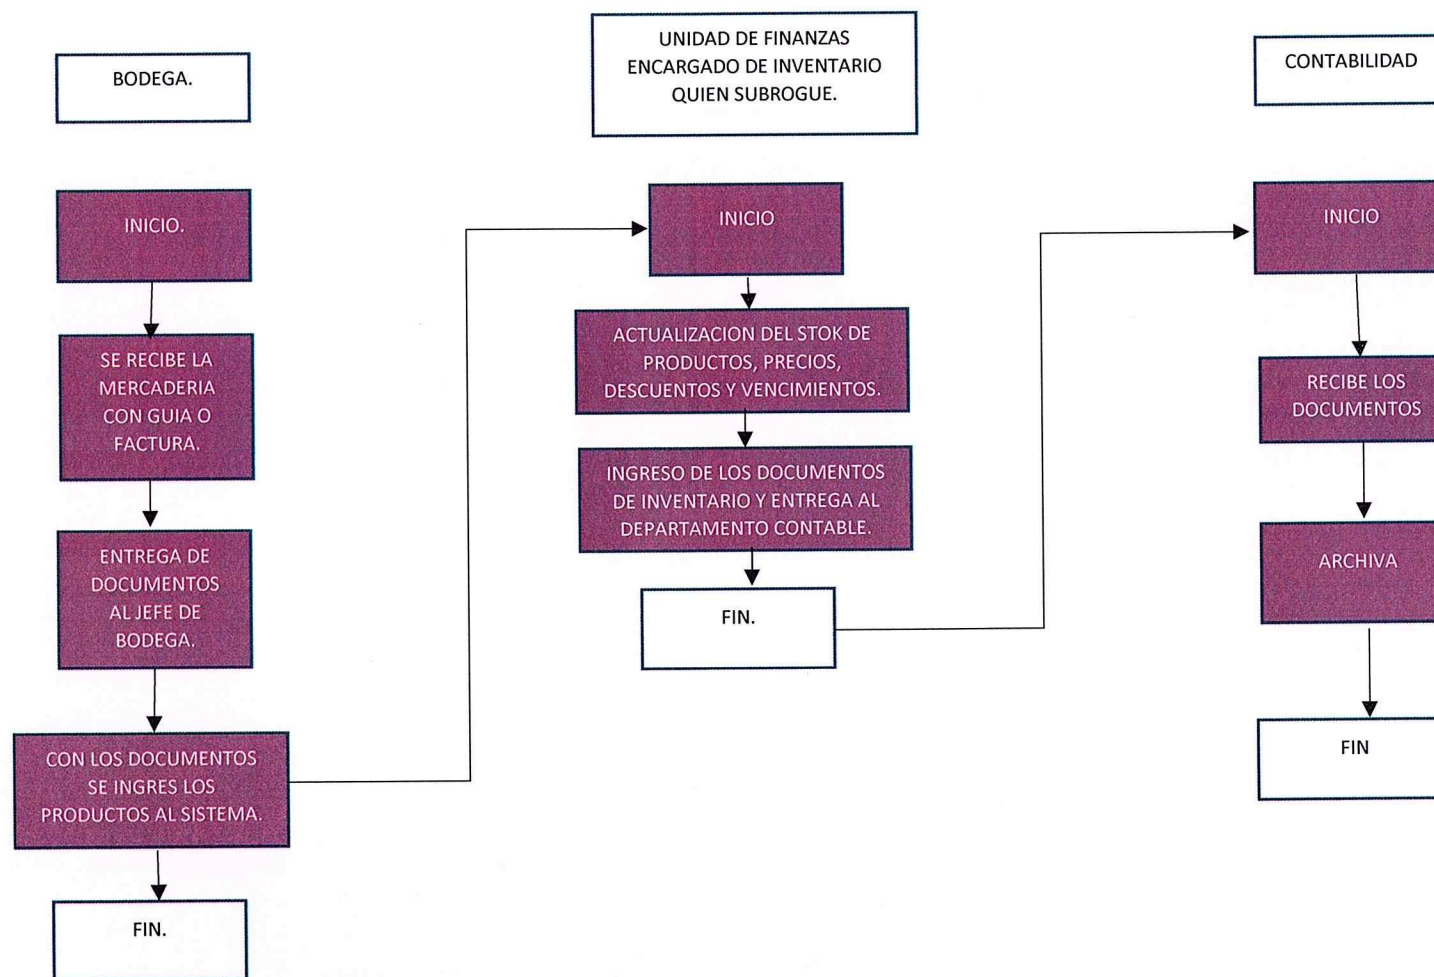 BODEGA.
INICIO.
SE RECIBE LA
MERCADERIA
CON GUIA O
FACTURA.
ENTREGA DE
DOCUMENTOS
AL JEFE DE
BODEGA.
CON LOS DOCUMENTOS
SE INGRES LOS
PRODUCTOS AL SISTEMA.
FIN.
UNIDAD DE FINANZAS
ENCARGADO DE INVENTARIO
QUIEN SUBROGUE.
INICIO
ACTUALIZACION DEL STOK DE
PRODUCTOS, PRECIOS,
DESCUENTOS Y VENCIMIENTOS.
INGRESO DE LOS DOCUMENTOS
DE INVENTARIO Y ENTREGA AL
DEPARTAMENTO CONTABLE.
FIN.
CONTABILIDAD
INICIO
RECIBE LOS
DOCUMENTOS
ARCHIVA
FIN